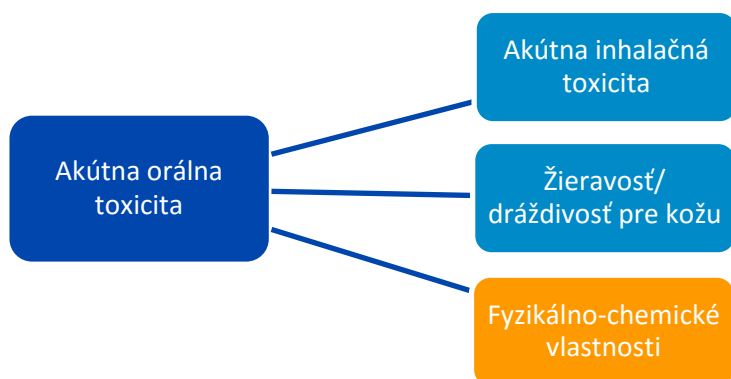 Akútna orálna
toxicita
Akútna inhalačná
toxicita
Žieravosť/
dráždivosť pre kožu
Fyzikálno-chemické
vlastnosti